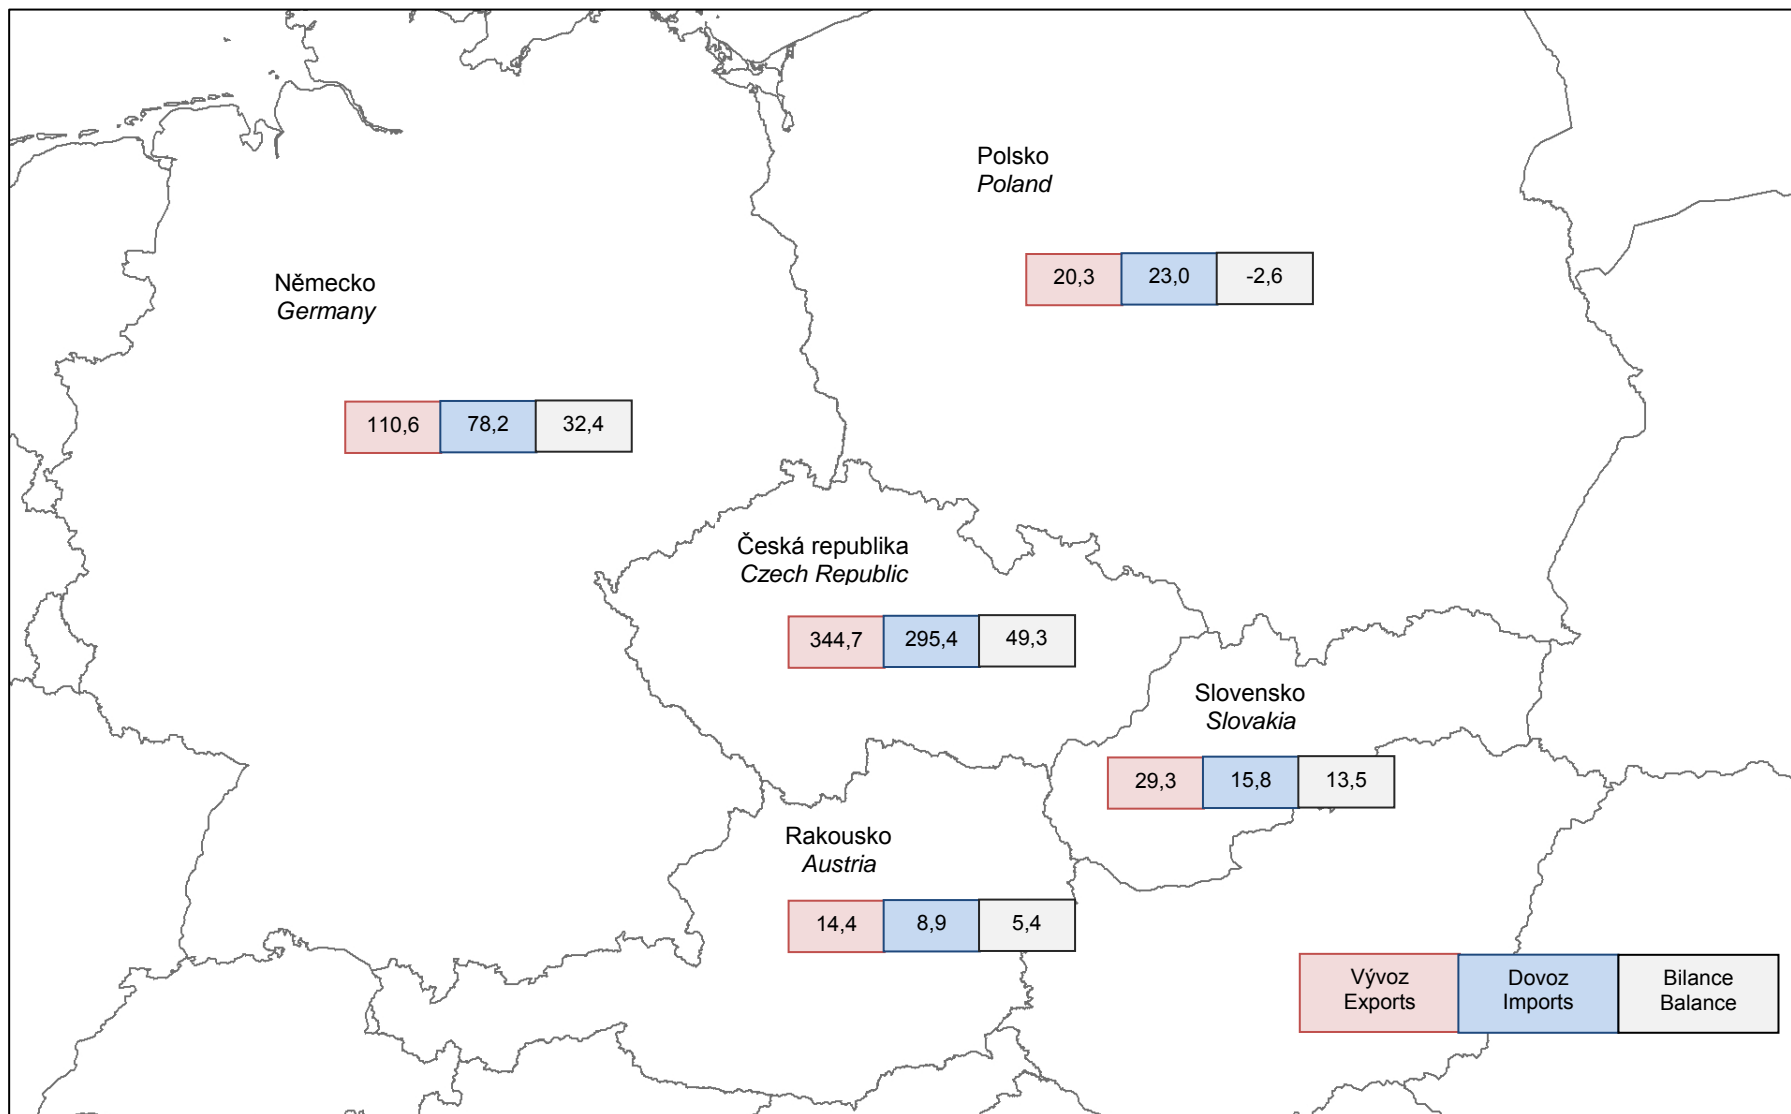 Polsko
Poland
20,3 23,0 -2,6
Německo
Germany
110,6 78,2 32,4
Česká republika
Czech Republic
344,7 295,4 49,3
Slovensko
Slovakia
29,3 15,8 13,5
Rakousko
Austria
14,4 8,9 5,4
Vývoz Dovoz Bilance
Exports Imports Balance